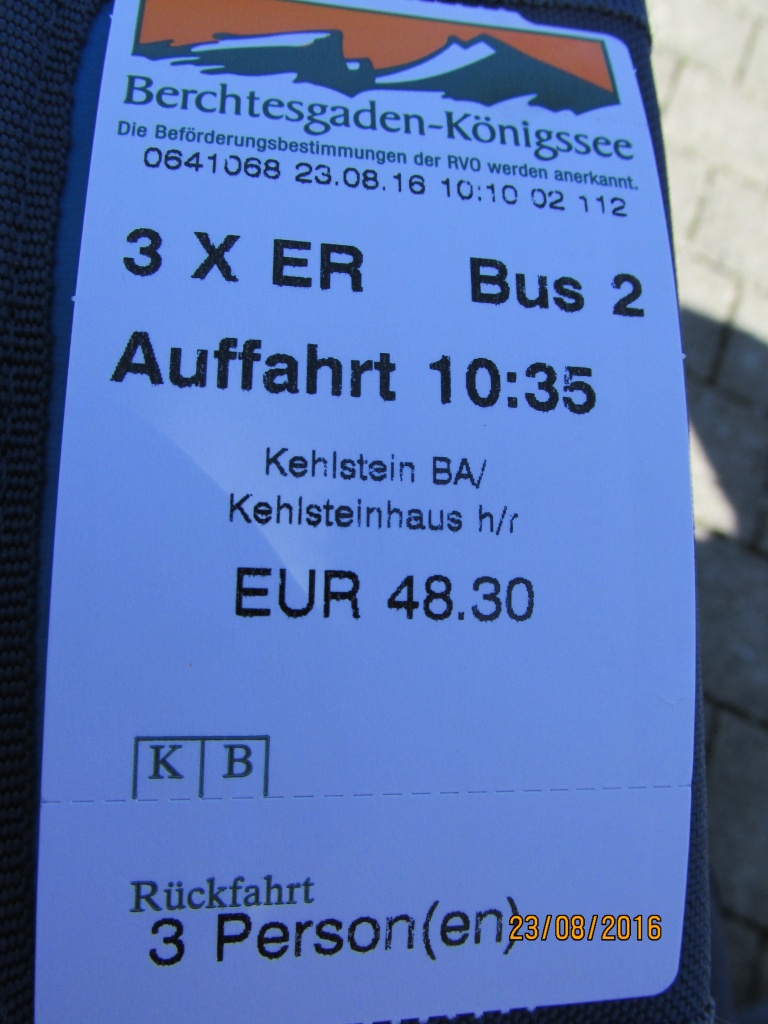 Berchtesgaden-Königssee
Die Beförderungsbestimmungen der RVO werden anerkannt.
0641068 23.08.16 10:10 02 112
3 X ER Bus 2
Auffahrt 10:35
Kehlstein BA/
Kehlsteinhaus h/r
EUR 48.30
K B
Rückfahrt
3 Person(en)
23/08/2016